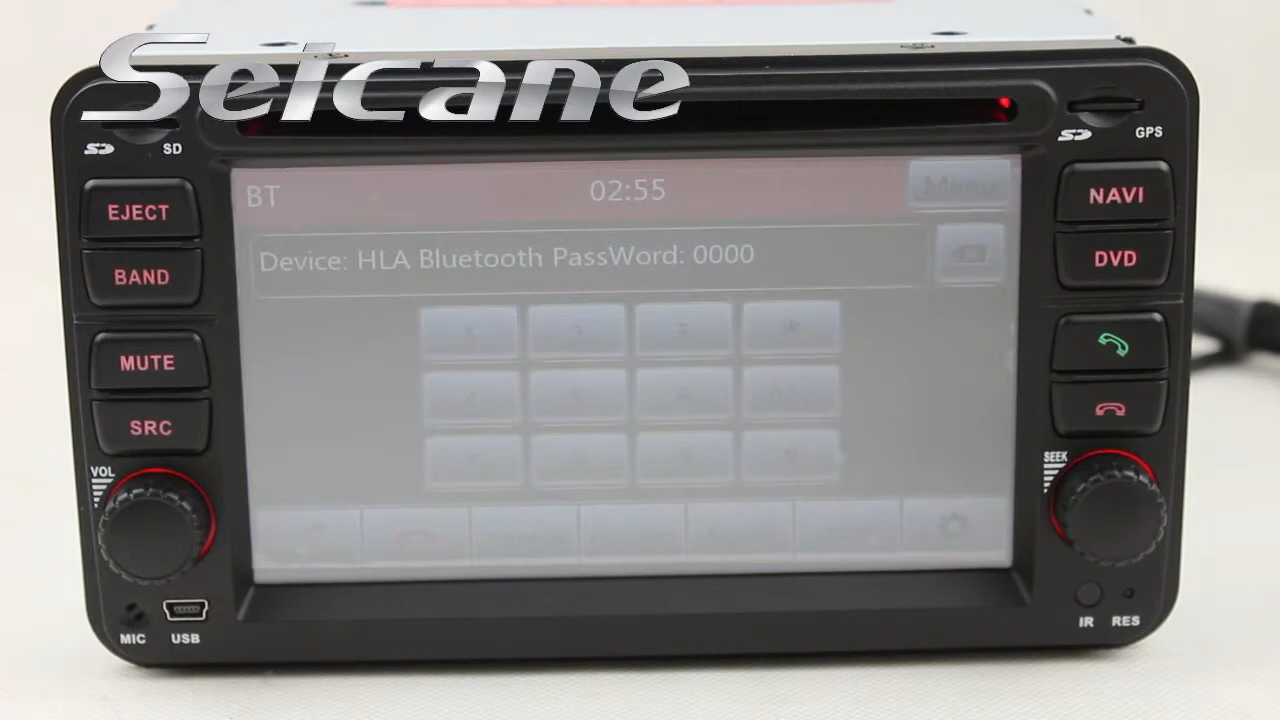 Seicane
SD
GPS
EJECT
BAND
MUTE
SRC
VOL
MIC
USB
BT
02:55
Menu
Device: HLA Bluetooth PassWord: 0000
NAVI
DVD
SEEK
IR
RES